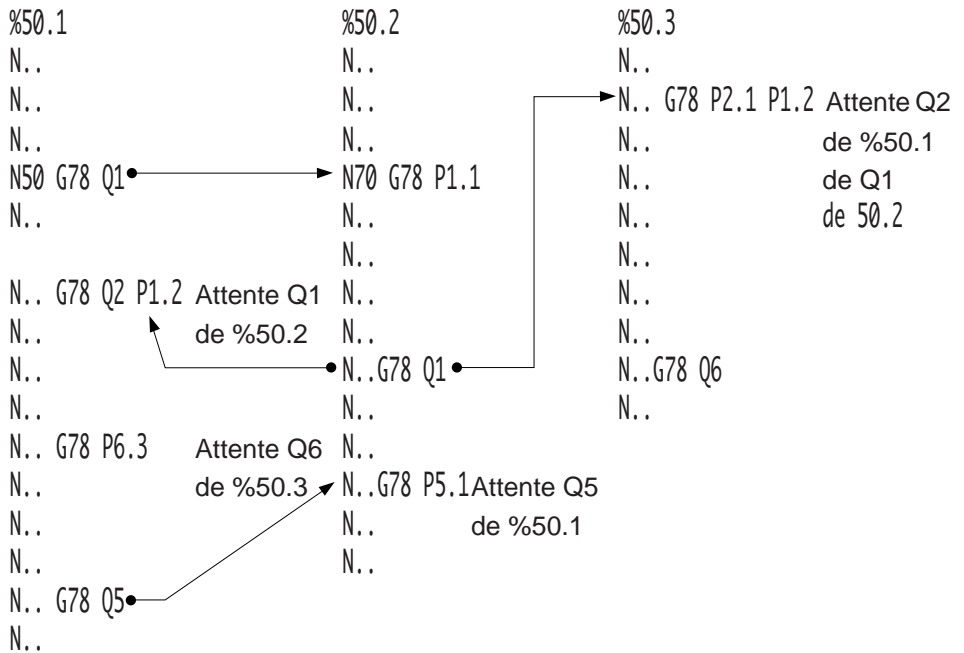 %50.1
N..
N..
N..
N50 G78 Q1
N..
N.. G78 Q2 P1.2 Attente Q1
N.. de %50.2
N..
N..
N.. G78 P6.3 Attente Q6
N.. de %50.3
N..
N..
N.. G78 Q5
N..
%50.2
N..
N..
N..
N70 G78 P1.1
N..
N..
N..
N..
N..G78 Q1
N..
N..
N..G78 P5.1 Attente Q5
N.. de %50.1
N..
%50.3
N..
N.. G78 P2.1 P1.2 Attente Q2
N.. de %50.1
N.. de Q1
N.. de 50.2
N..
N..
N..
N..G78 Q6
N..